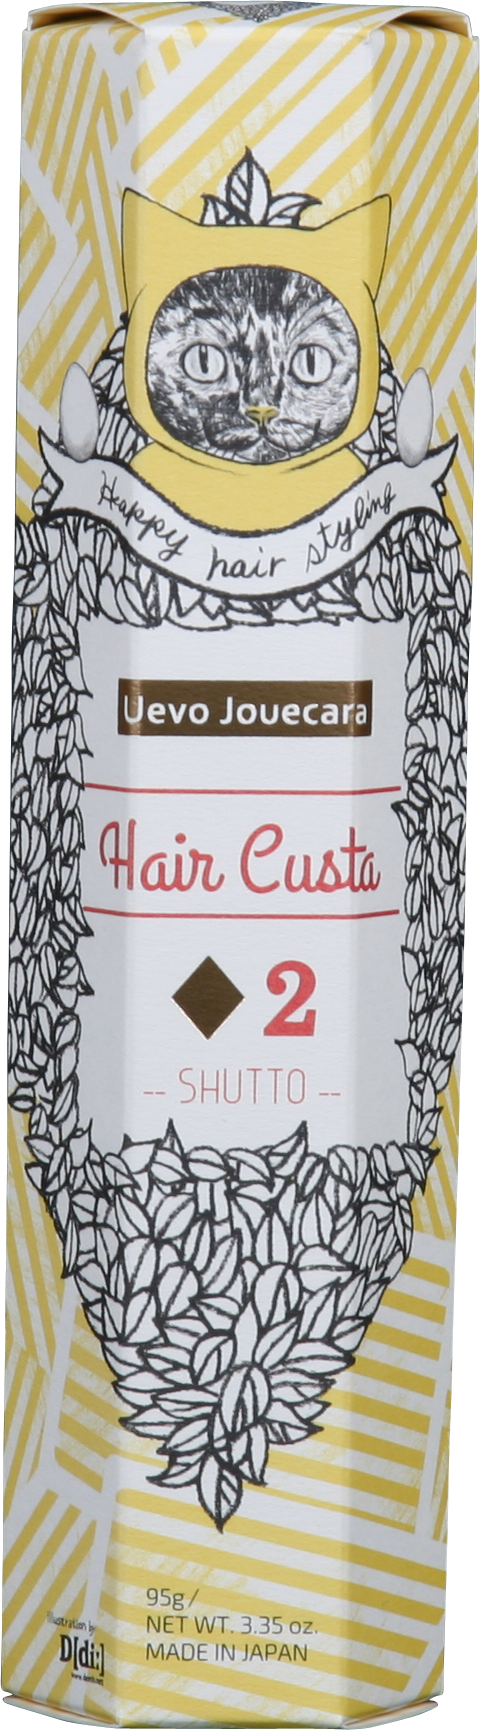 Happy hair styling
Uevo Jouecara
Hair Custa
2
-- SHUTTO --
95g/
NET WT. 3.35 oz.
MADE IN JAPAN
illustration by
D[di:]